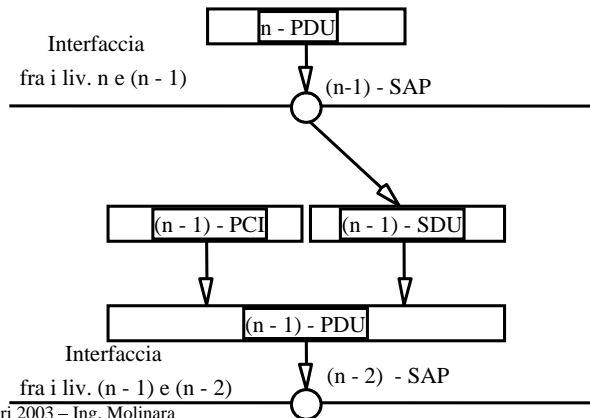 n - PDU
Interfaccia
fra i liv. n e (n - 1)
(n-1) - SAP
(n - 1) - PCI
(n - 1) - SDU
(n - 1) - PDU
Interfaccia
fra i liv. (n - 1) e (n - 2)
(n - 2) - SAP
ri 2003 – Ing. Molinara